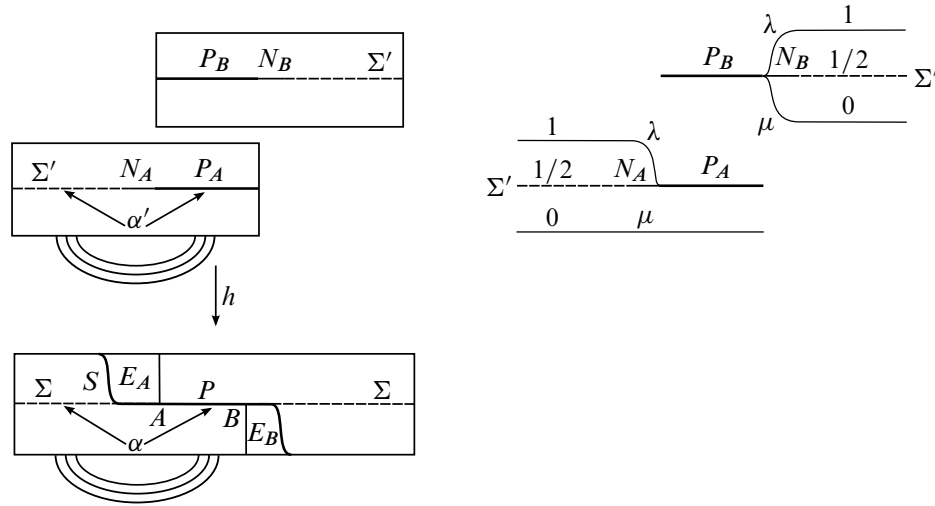 P_B N_B Σ′
Σ′ N_A P_A
α′
h
S E_A P
Σ Σ
A B
α E_B
λ 1
P_B N_B 1/2
Σ′
μ 0
1 λ
1/2 N_A P_A
Σ′
0 μ